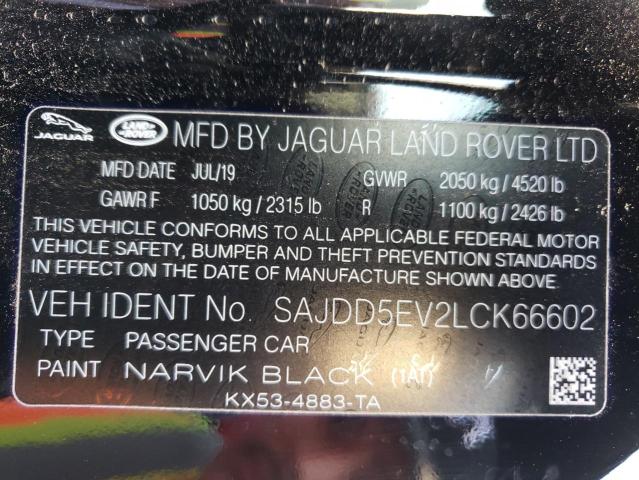 JAGUAR LAND ROVER MFD BY JAGUAR LAND ROVER LTD
MFD DATE JUL/19 GVWR 2050 kg / 4520 lb
GAWR F 1050 kg / 2315 lb R 1100 kg / 2426 lb
THIS VEHICLE CONFORMS TO ALL APPLICABLE FEDERAL MOTOR
VEHICLE SAFETY, BUMPER AND THEFT PREVENTION STANDARDS
IN EFFECT ON THE DATE OF MANUFACTURE SHOWN ABOVE.
VEH IDENT No. SAJDD5EV2LCK66602
TYPE PASSENGER CAR
PAINT NARVIK BLACK (1AT)
KX53-4883-TA